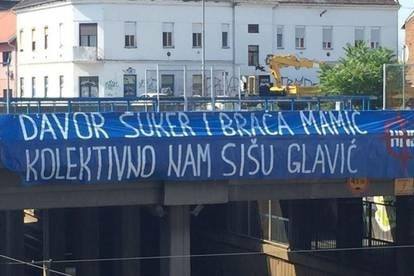 DAVOR ŠUKER I BRAĆA MAMIĆ
KOLEKTIVNO NAM SIŠU GLAVIĆ